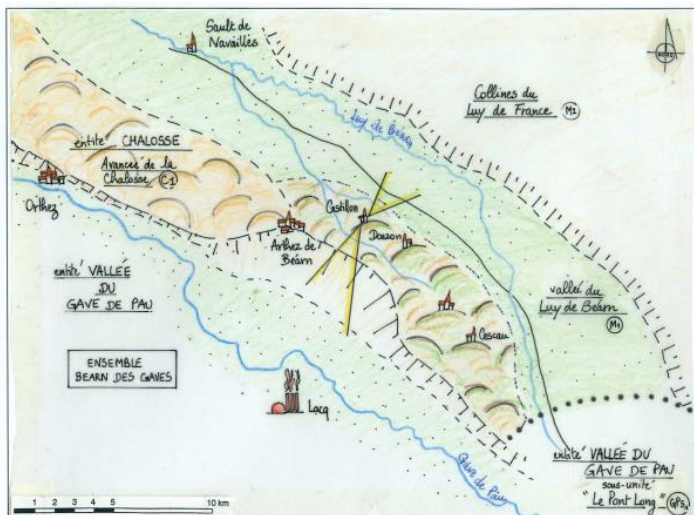 Sault de
Navailles
Collines du
Luy de France M2
Luy de Béarn
entité CHALOSSE
Avancées de la
Chalosse C1
Orthez
Castillon
Doazon
Arthez de
Béarn
entité VALLÉE
DU
GAVE DE PAU
vallée du
Luy de Béarn
M1
ENSEMBLE
BEARN DES GAVES
Cescau
Lacq
Gave de Pau
entité VALLÉE DU
GAVE DE PAU
sous-unité
"Le Pont Long" GP5
1 2 3 4 5 10 km